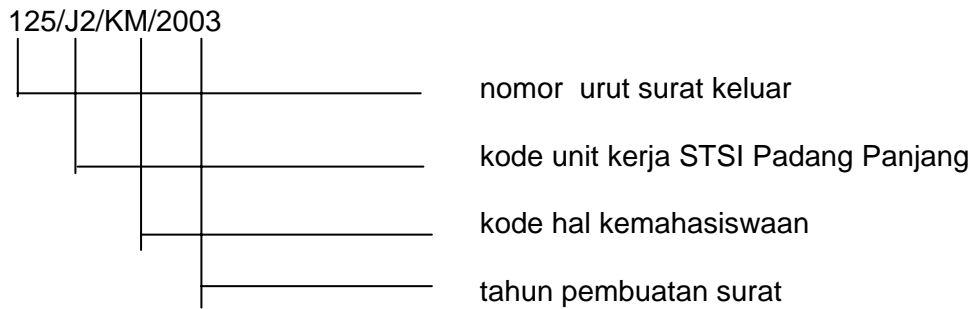 125/J2/KM/2003
nomor urut surat keluar
kode unit kerja STSI Padang Panjang
kode hal kemahasiswaan
tahun pembuatan surat